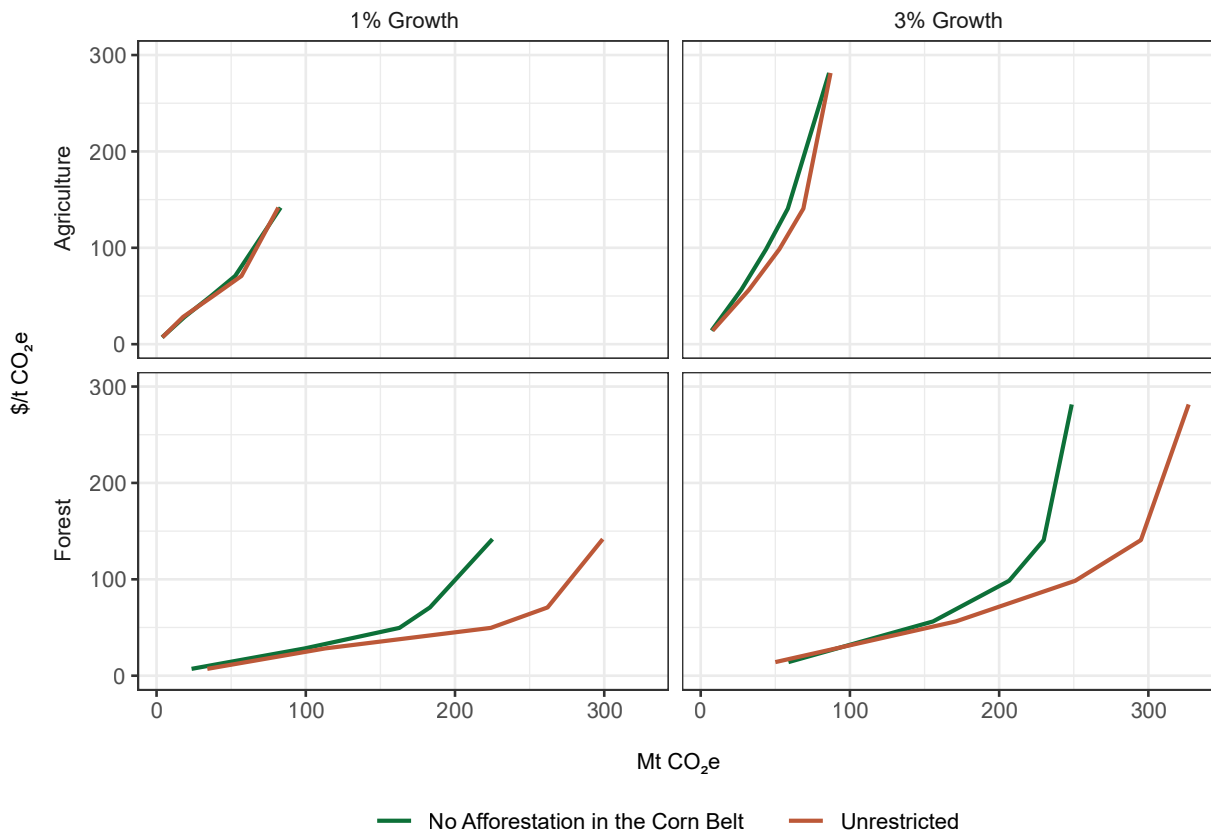 1% Growth
3% Growth
Agriculture
300
200
100
0
$/t CO₂e
Forest
300
200
100
0
0 100 200 300
0 100 200 300
Mt CO₂e
No Afforestation in the Corn Belt
Unrestricted